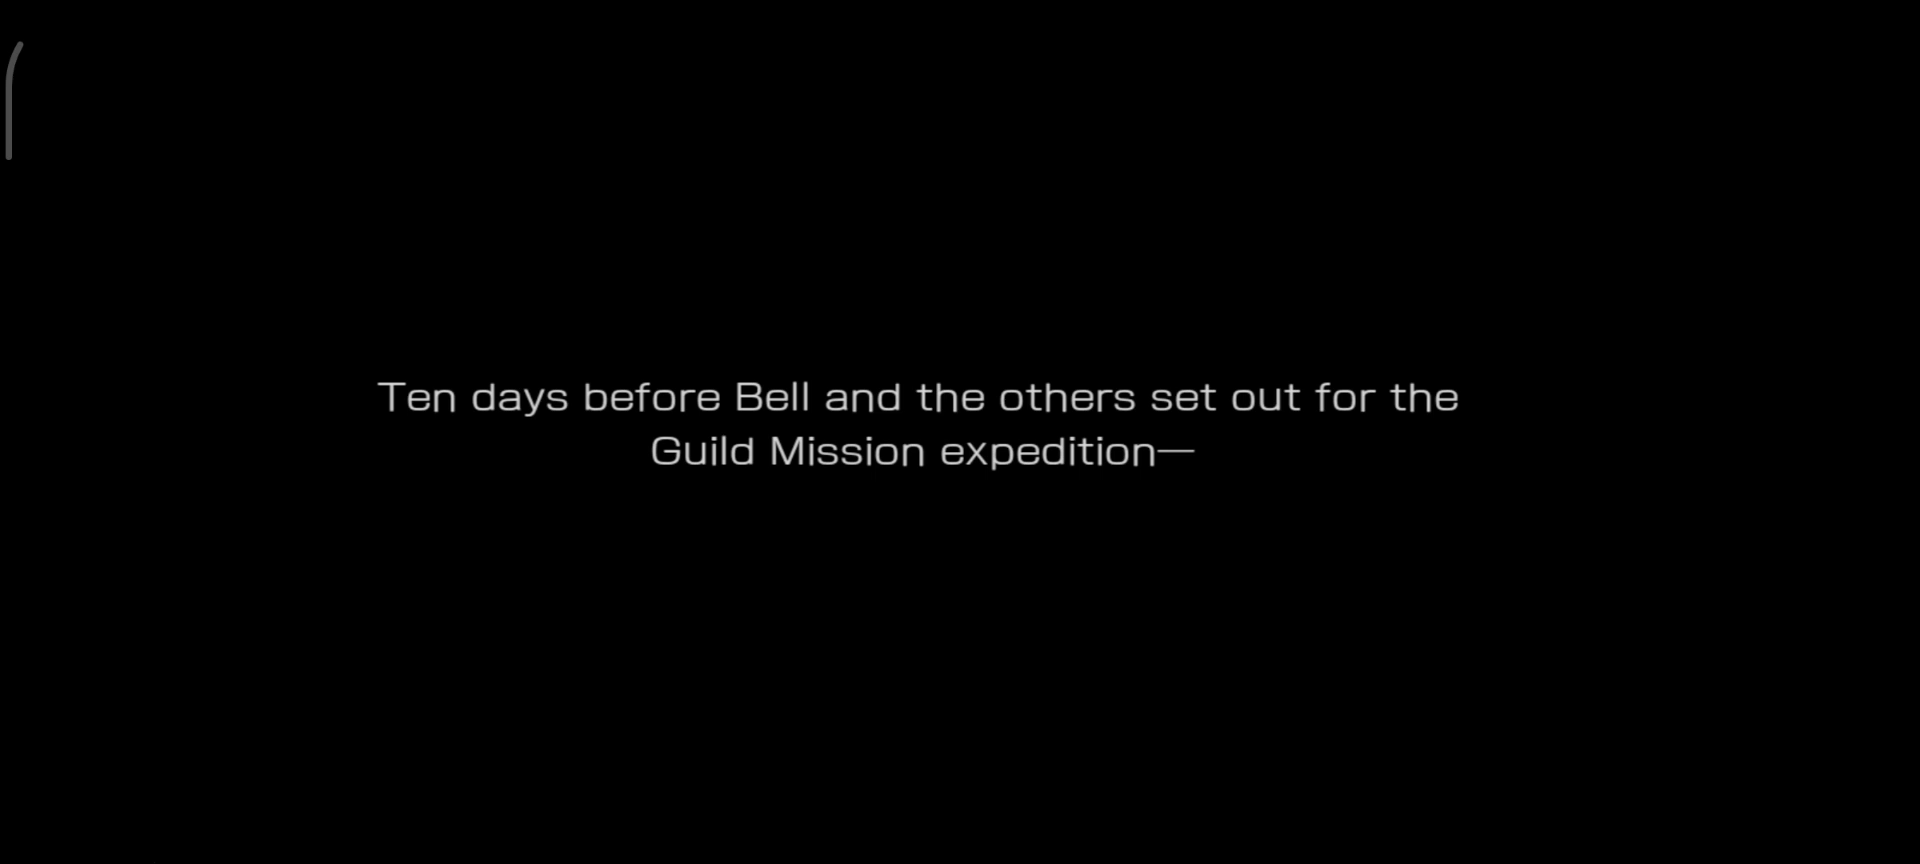 Ten days before Bell and the others set out for the
Guild Mission expedition—